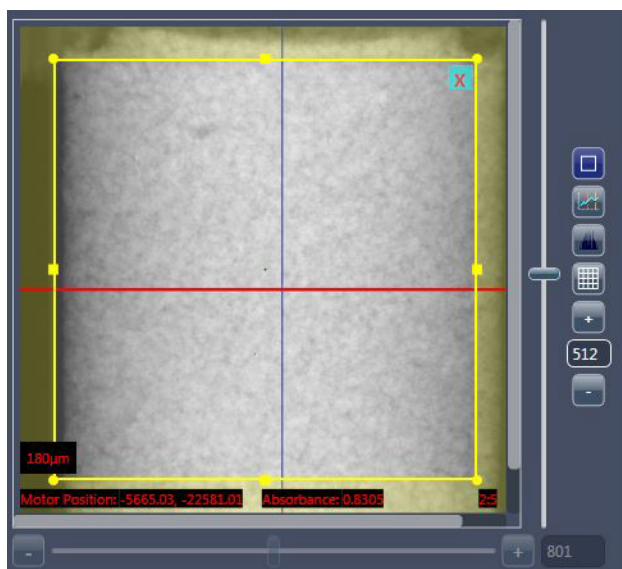 X
+
512
-
180µm
Motor Position: -5665.03, -22581.01 Absorbance: 0.8305 2:5
- + 801